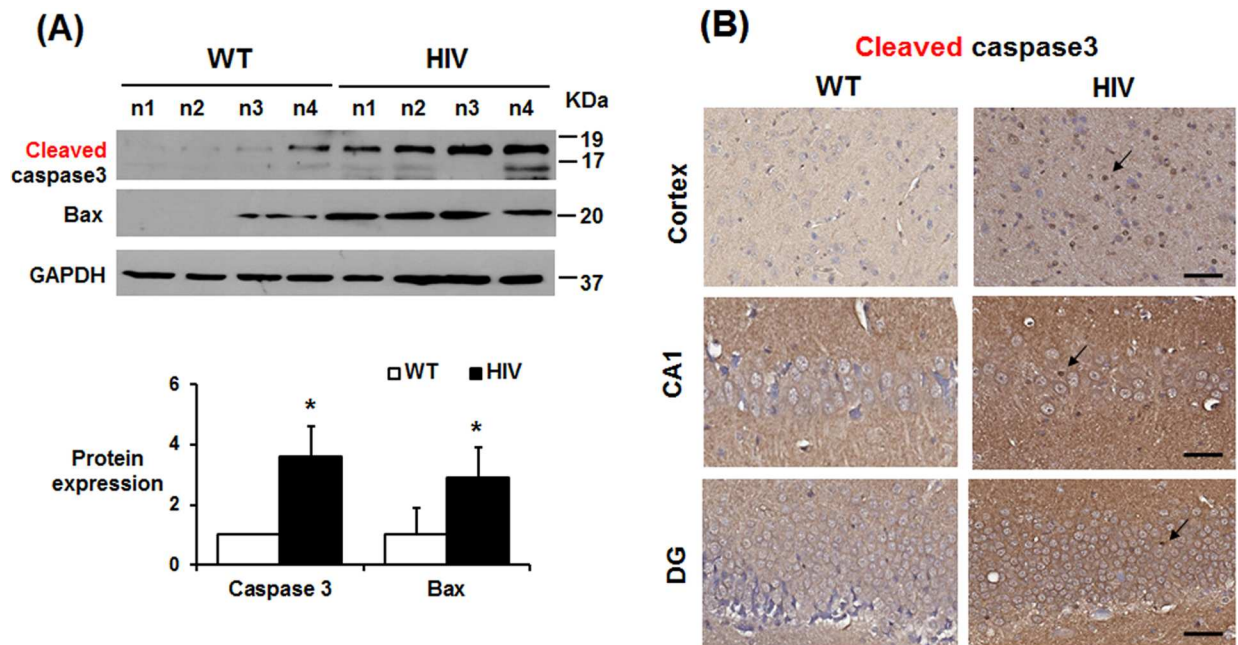 (A)
WT HIV
n1 n2 n3 n4 n1 n2 n3 n4 KDa
Cleaved
caspase3
19
17
Bax
20
GAPDH
37
WT HIV
Protein
expression
6
4
2
0
*
*
Caspase 3 Bax
(B)
Cleaved caspase3
WT HIV
Cortex
CA1
DG